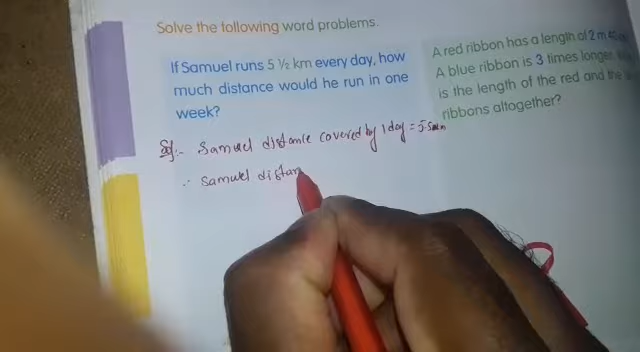 Solve the following word problems.
If Samuel runs 5 ½ km every day, how
much distance would he run in one
week?
A red ribbon has a length of 2 m
A blue ribbon is 3 times longer.
is the length of the red and the
ribbons altogether?
Sol:- Samuel distance covered by 1 day = 5.5
∴ Samuel distan